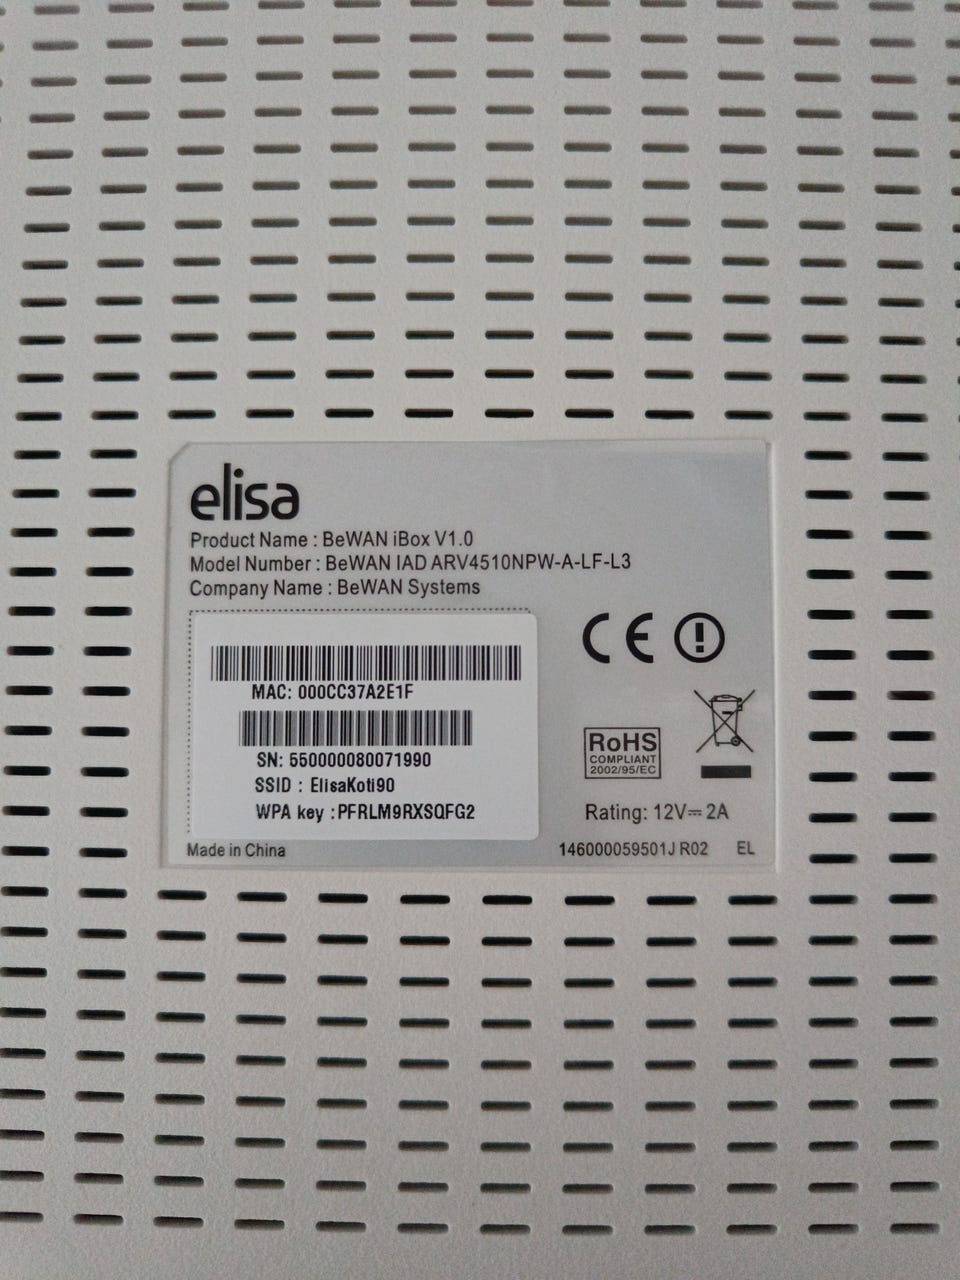 elisa
Product Name : BeWAN iBox V1.0
Model Number : BeWAN IAD ARV4510NPW-A-LF-L3
Company Name : BeWAN Systems
MAC: 000CC37A2E1F
SN: 550000080071990
SSID : ElisaKoti90
WPA key :PFRLM9RXSQFG2
CE
RoHS
COMPLIANT
2002/95/EC
Rating: 12V⎓ 2A
Made in China
146000059501J R02 EL